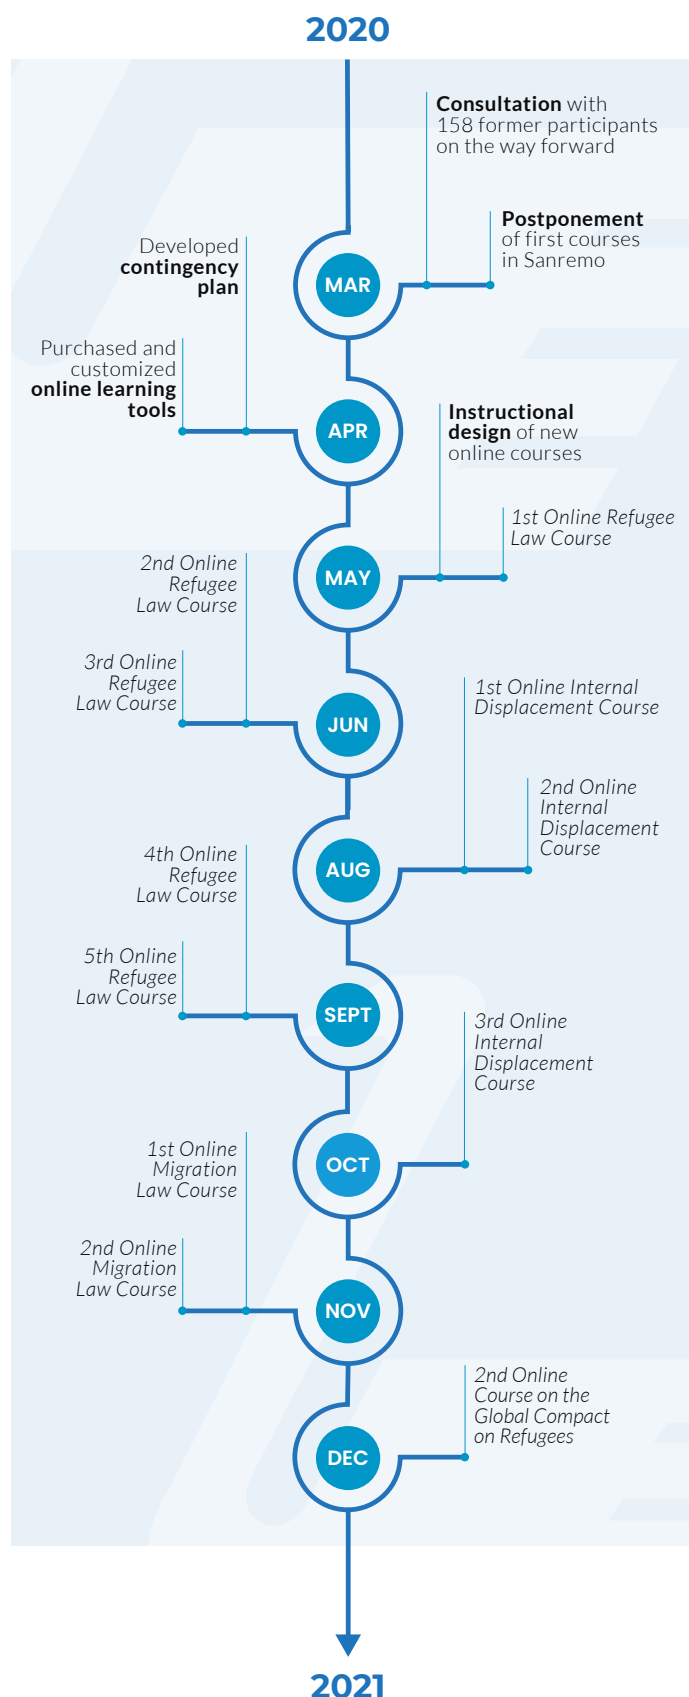 2020
Consultation with
158 former participants
on the way forward
Postponement
of first courses
in Sanremo
MAR
Developed
contingency
plan
Purchased and
customized
online learning
tools
APR
Instructional
design of new
online courses
1st Online Refugee
Law Course
MAY
2nd Online
Refugee
Law Course
3rd Online
Refugee
Law Course
JUN
1st Online Internal
Displacement Course
2nd Online
Internal
Displacement
Course
AUG
4th Online
Refugee
Law Course
5th Online
Refugee
Law Course
SEPT
3rd Online
Internal
Displacement
Course
OCT
1st Online
Migration
Law Course
2nd Online
Migration
Law Course
NOV
2nd Online
Course on the
Global Compact
on Refugees
DEC
2021